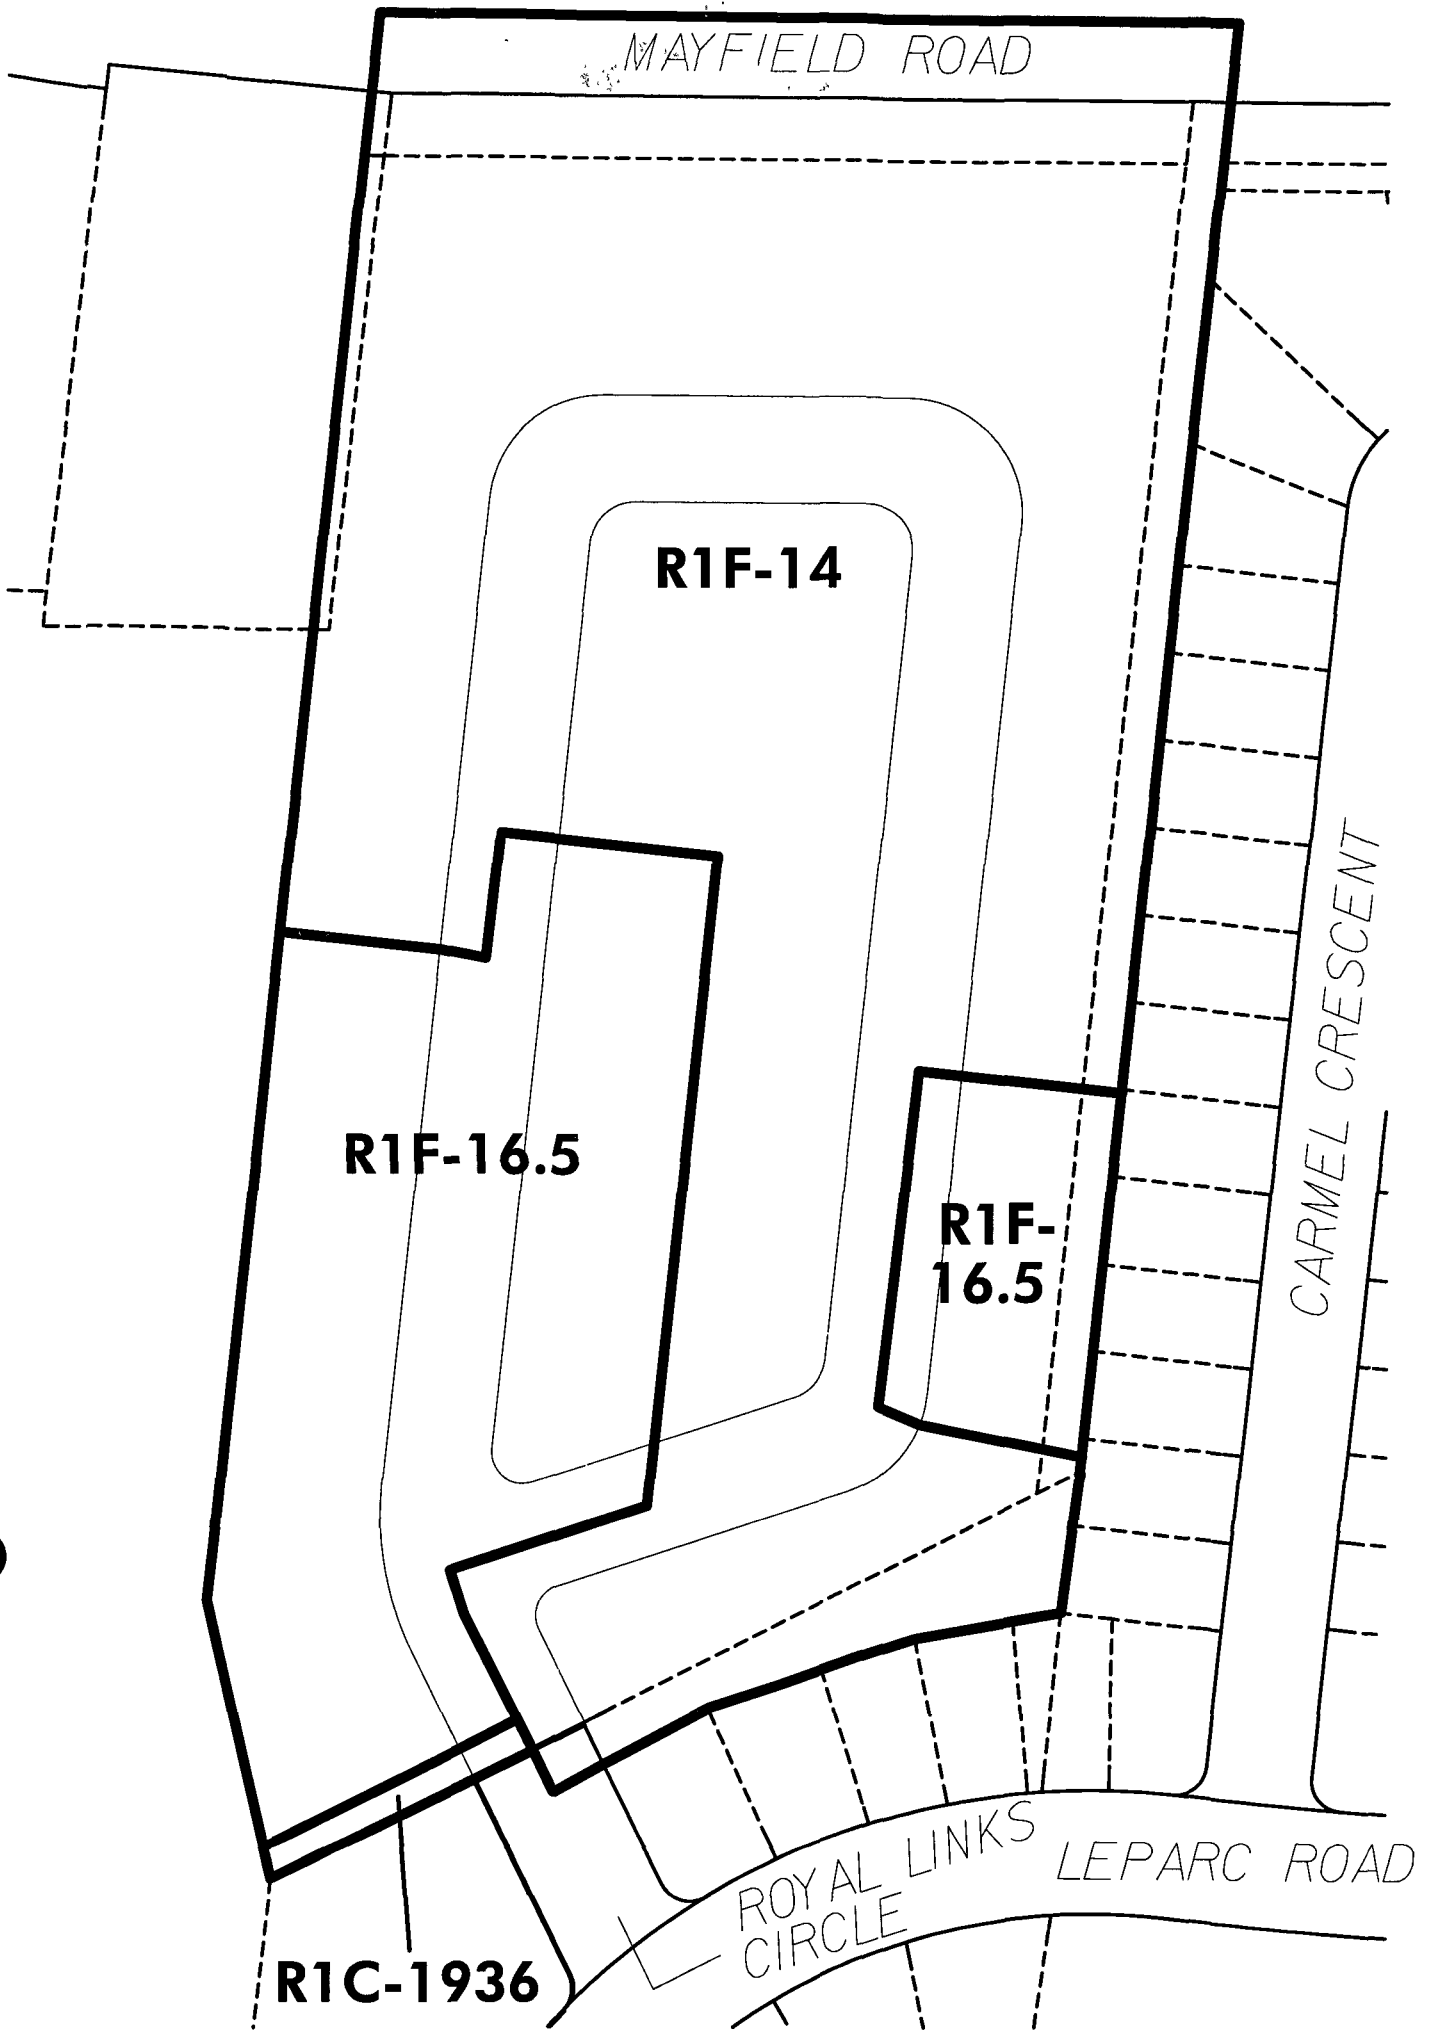 MAYFIELD ROAD
R1F-14
CARMEL CRESCENT
R1F-16.5
R1F-
16.5
ROYAL LINKS
CIRCLE
LEPARC ROAD
R1C-1936